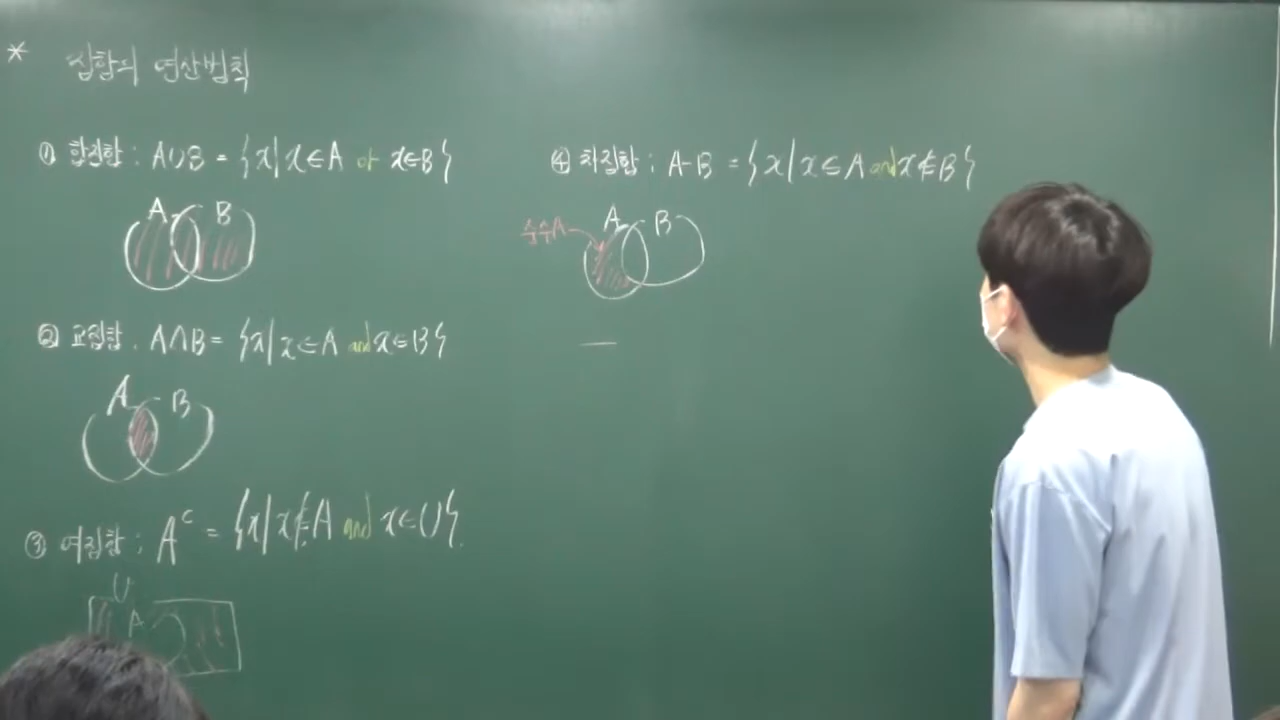 * 집합의 연산법칙
① 합집합 : A∪B = {x|x∈A or x∈B}
A B
② 교집합. A∩B = {x|x∈A and x∈B}
A B
③ 여집합 ; Aᶜ = {x|x∉A and x∈U}.
U
A
④ 차집합 ; A-B = {x|x∈A and x∉B}
순수A A B